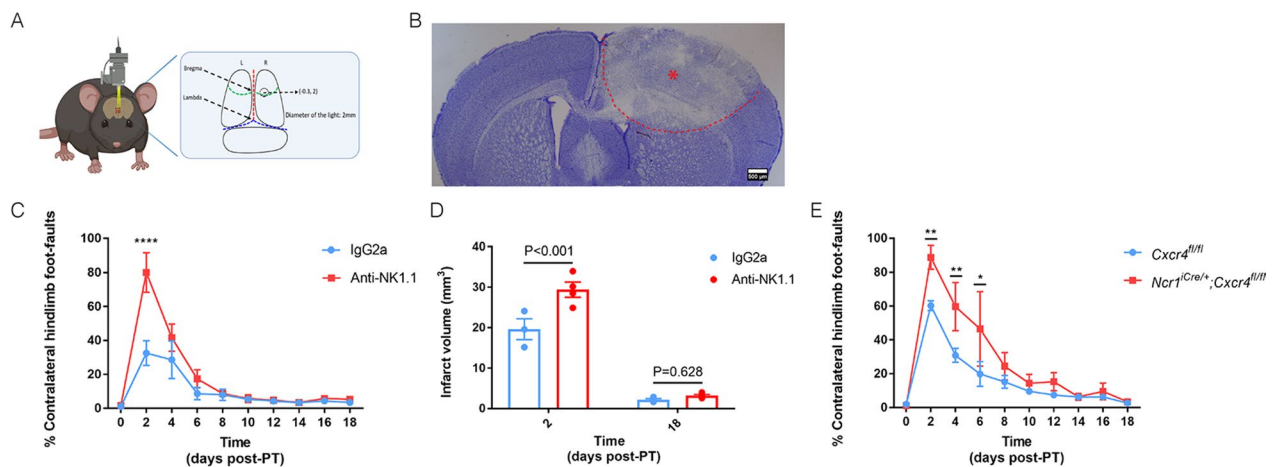 A
L R
Bregma
(-0.3, 2)
Lambda
Diameter of the light: 2mm
B
*
500 μm
C
% Contralateral hindlimb foot-faults
100
80
60
40
20
0
****
IgG2a
Anti-NK1.1
0 2 4 6 8 10 12 14 16 18
Time
(days post-PT)
D
Infarct volume (mm³)
40
30
20
10
0
P<0.001
P=0.628
IgG2a
Anti-NK1.1
2 18
Time
(days post-PT)
E
% Contralateral hindlimb foot-faults
100
80
60
40
20
0
** ** *
Cxcr4fl/fl
Ncr1iCre/+;Cxcr4fl/fl
0 2 4 6 8 10 12 14 16 18
Time
(days post-PT)